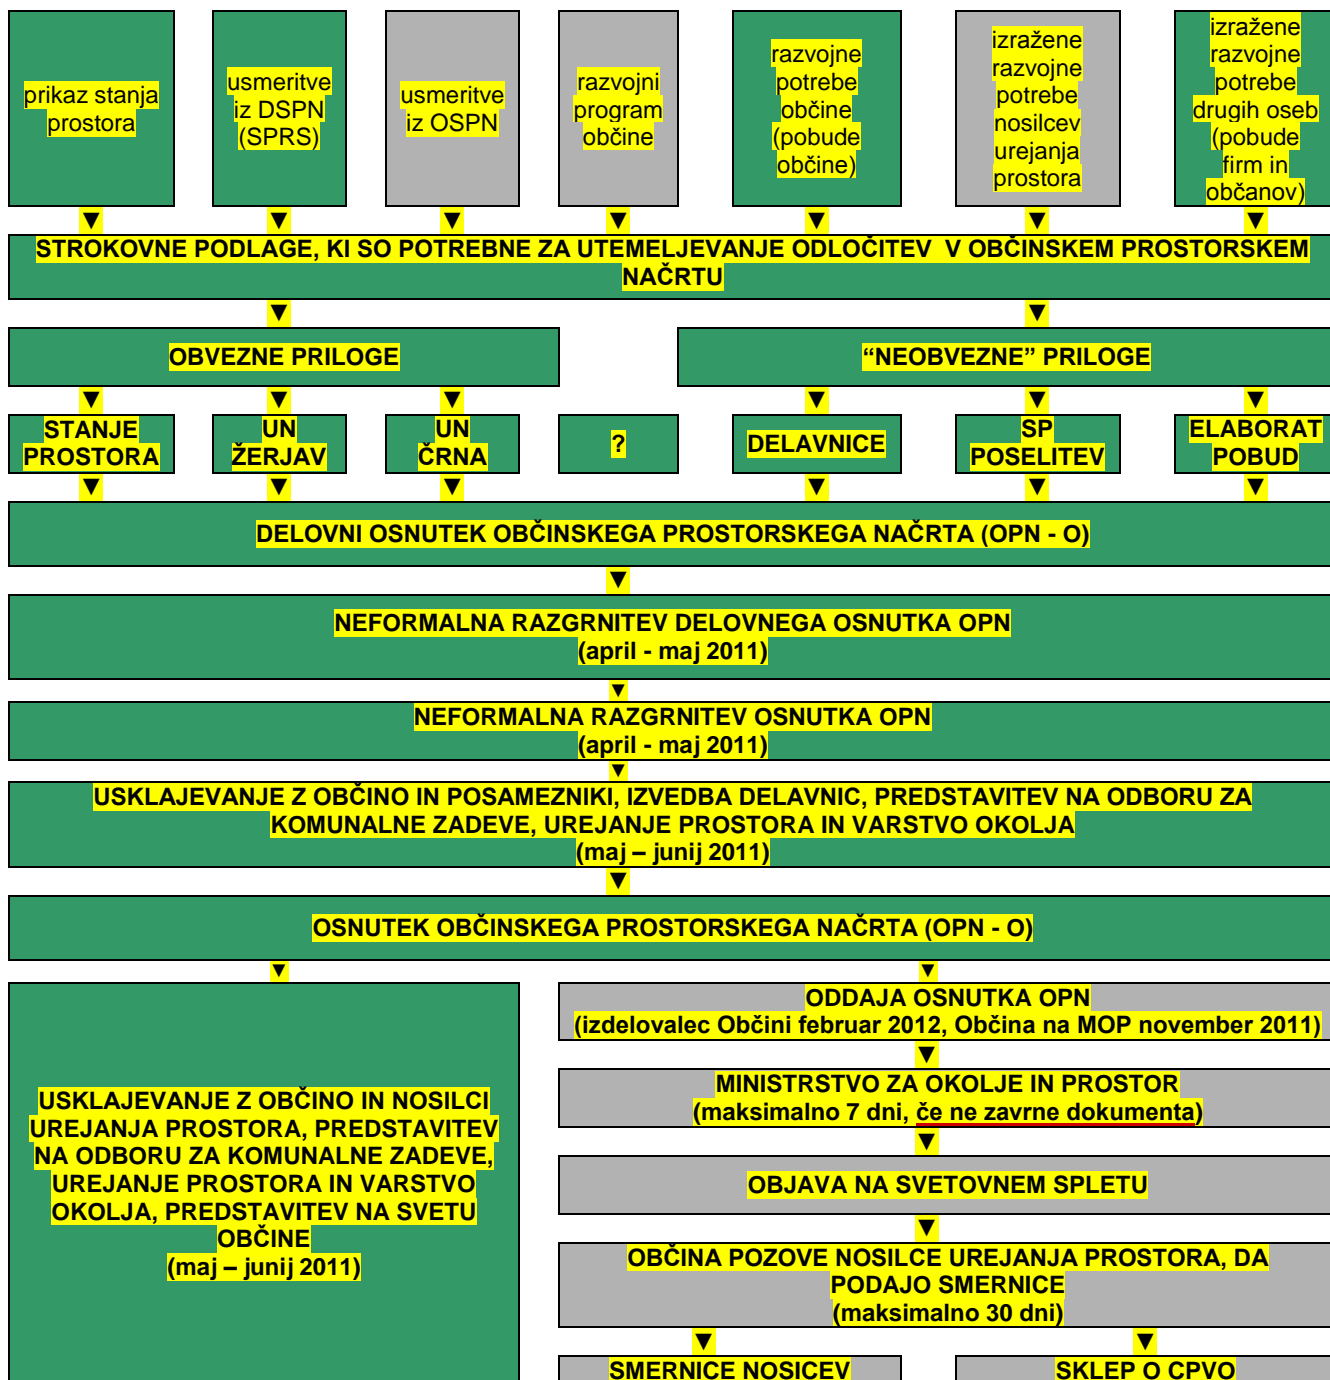 prikaz stanja
prostora
usmeritve
iz DSPN
(SPRS)
usmeritve
iz OSPN
razvojni
program
občine
razvojne
potrebe
občine
(pobude
občine)
izražene
razvojne
potrebe
nosilcev
urejanja
prostora
izražene
razvojne
potrebe
drugih oseb
(pobude
firm in
občanov)
▼ ▼ ▼ ▼ ▼ ▼ ▼
STROKOVNE PODLAGE, KI SO POTREBNE ZA UTEMELJEVANJE ODLOČITEV V OBČINSKEM PROSTORSKEM
NAČRTU
▼ ▼
OBVEZNE PRILOGE
“NEOBVEZNE” PRILOGE
▼ ▼ ▼ ▼ ▼ ▼
STANJE
PROSTORA
UN
ŽERJAV
UN
ČRNA
?
DELAVNICE
SP
POSELITEV
ELABORAT
POBUD
▼ ▼ ▼ ▼ ▼ ▼
DELOVNI OSNUTEK OBČINSKEGA PROSTORSKEGA NAČRTA (OPN - O)
▼
NEFORMALNA RAZGRNITEV DELOVNEGA OSNUTKA OPN
(april - maj 2011)
▼
NEFORMALNA RAZGRNITEV OSNUTKA OPN
(april - maj 2011)
▼
USKLAJEVANJE Z OBČINO IN POSAMEZNIKI, IZVEDBA DELAVNIC, PREDSTAVITEV NA ODBORU ZA
KOMUNALNE ZADEVE, UREJANJE PROSTORA IN VARSTVO OKOLJA
(maj – junij 2011)
▼
OSNUTEK OBČINSKEGA PROSTORSKEGA NAČRTA (OPN - O)
▼ ▼
USKLAJEVANJE Z OBČINO IN NOSILCI
UREJANJA PROSTORA, PREDSTAVITEV
NA ODBORU ZA KOMUNALNE ZADEVE,
UREJANJE PROSTORA IN VARSTVO
OKOLJA, PREDSTAVITEV NA SVETU
OBČINE
(maj – junij 2011)
ODDAJA OSNUTKA OPN
(izdelovalec Občini februar 2012, Občina na MOP november 2011)
▼
MINISTRSTVO ZA OKOLJE IN PROSTOR
(maksimalno 7 dni, če ne zavrne dokumenta)
▼
OBJAVA NA SVETOVNEM SPLETU
▼
OBČINA POZOVE NOSILCE UREJANJA PROSTORA, DA
PODAJO SMERNICE
(maksimalno 30 dni)
▼ ▼
SMERNICE NOSICEV
SKLEP O CPVO